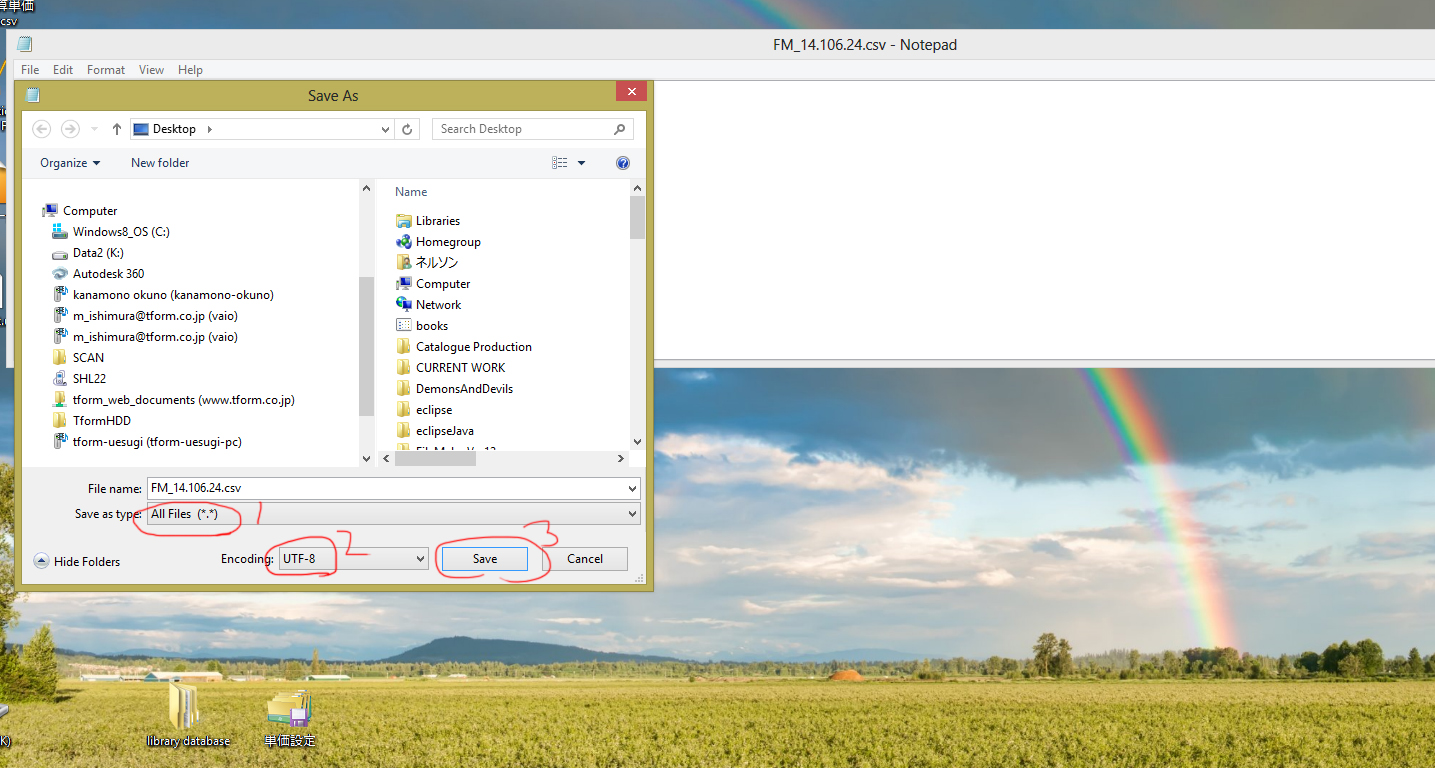 算単価
csv
FM_14.106.24.csv - Notepad
File Edit Format View Help
Save As
Desktop
Search Desktop
Organize New folder
Computer
Windows8_OS (C:)
Data2 (K:)
Autodesk 360
kanamono okuno (kanamono-okuno)
m_ishimura@tform.co.jp (vaio)
m_ishimura@tform.co.jp (vaio)
SCAN
SHL22
tform_web_documents (www.tform.co.jp)
TformHDD
tform-uesugi (tform-uesugi-pc)
Name
Libraries
Homegroup
ネルソン
Computer
Network
books
Catalogue Production
CURRENT WORK
DemonsAndDevils
eclipse
eclipseJava
File name: FM_14.106.24.csv
Save as type: All Files (*.*) 1
Hide Folders Encoding: UTF-8 2 Save 3 Cancel
library database 単価設定
K)